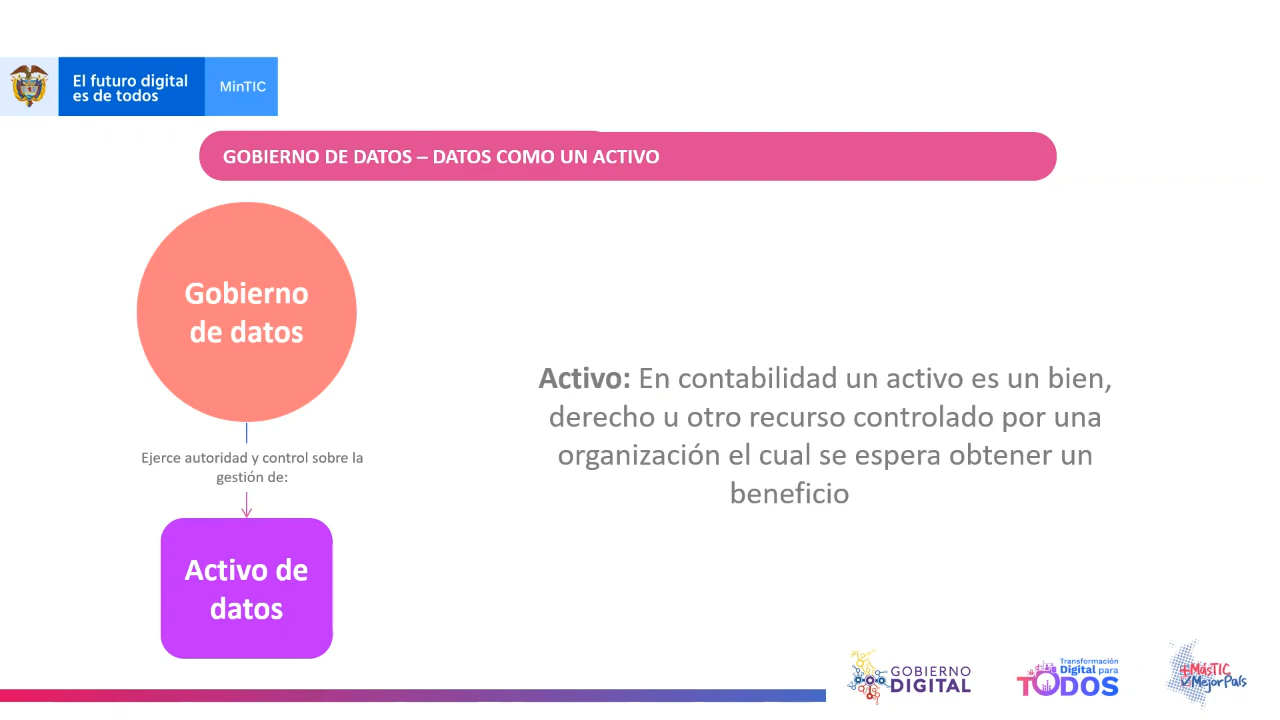 El futuro digital
es de todos
MinTIC
GOBIERNO DE DATOS – DATOS COMO UN ACTIVO
Gobierno
de datos
Ejerce autoridad y control sobre la
gestión de:
Activo de
datos
Activo: En contabilidad un activo es un bien,
derecho u otro recurso controlado por una
organización el cual se espera obtener un
beneficio
GOBIERNO
DIGITAL
Transformación
Digital para
TODOS
+MásTIC
MejorPaís